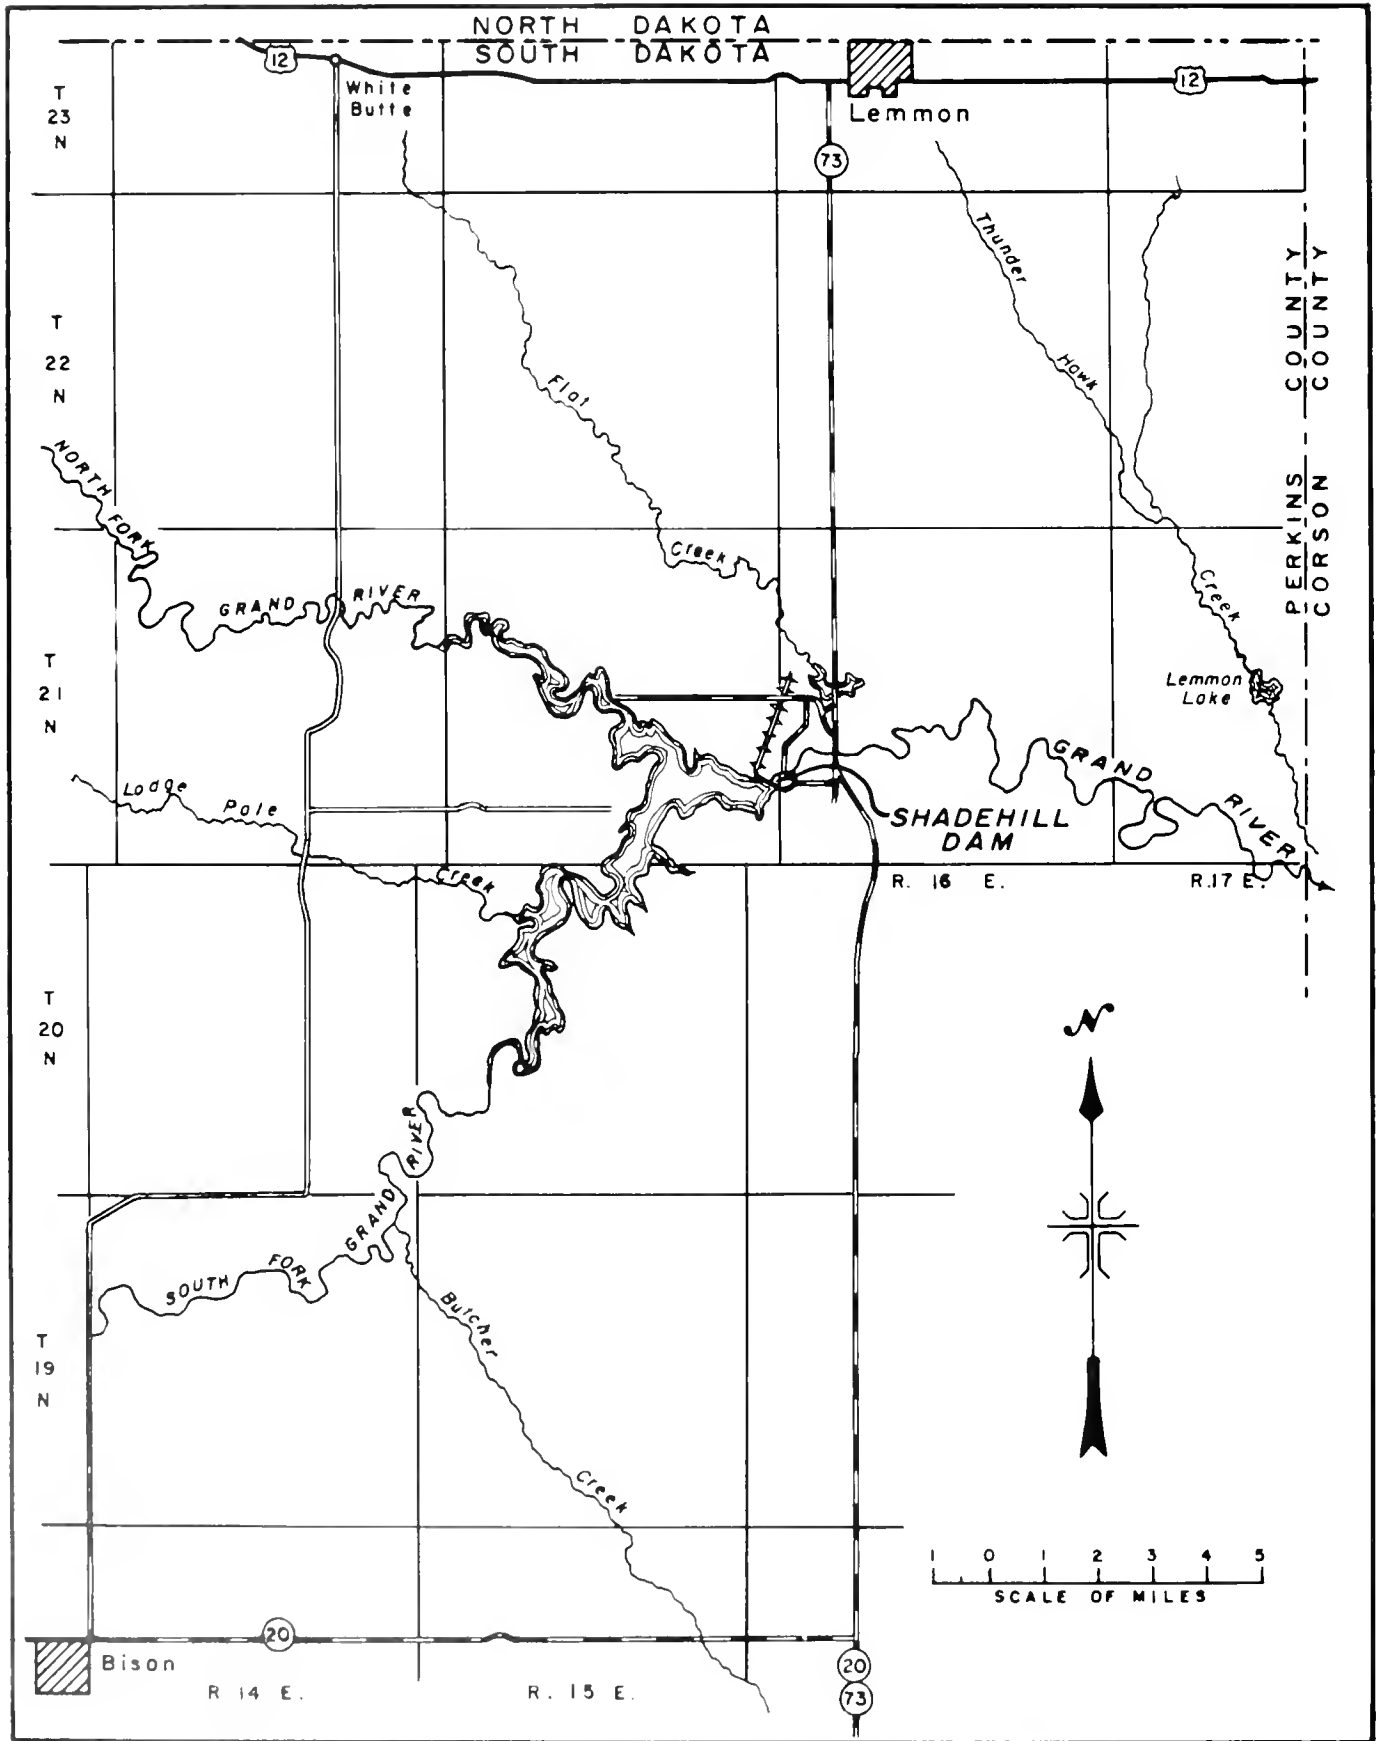 NORTH DAKOTA
SOUTH DAKOTA
12
12
White
Butte
Lemmon
T
23
N
73
Thunder
Hawk
Creek
PERKINS COUNTY
CORSON COUNTY
T
22
N
Flat
Creek
NORTH
FORK
GRAND
RIVER
T
21
N
Lemmon
Lake
GRAND
RIVER
Lodge
Pole
Creek
SHADEHILL
DAM
R. 16 E.
R.17 E.
T
20
N
N
RIVER
GRAND
FORK
SOUTH
Butcher
Creek
T
19
N
1 0 1 2 3 4 5
SCALE OF MILES
20
Bison
20
73
R 14 E.
R. 15 E.